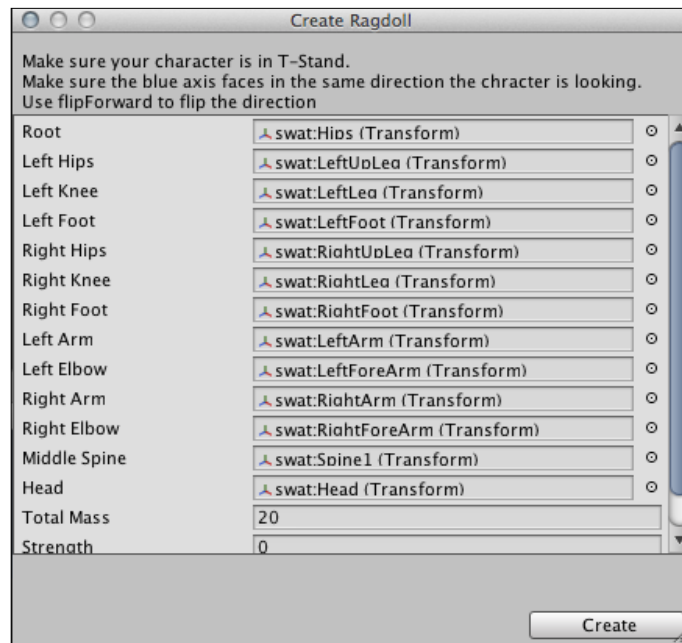 Create Ragdoll
Make sure your character is in T-Stand.
Make sure the blue axis faces in the same direction the chracter is looking.
Use flipForward to flip the direction
Root swat:Hips (Transform)
Left Hips swat:LeftUpLeg (Transform)
Left Knee swat:LeftLeg (Transform)
Left Foot swat:LeftFoot (Transform)
Right Hips swat:RightUpLeg (Transform)
Right Knee swat:RightLeg (Transform)
Right Foot swat:RightFoot (Transform)
Left Arm swat:LeftArm (Transform)
Left Elbow swat:LeftForeArm (Transform)
Right Arm swat:RightArm (Transform)
Right Elbow swat:RightForeArm (Transform)
Middle Spine swat:Spine1 (Transform)
Head swat:Head (Transform)
Total Mass 20
Strength 0
Create